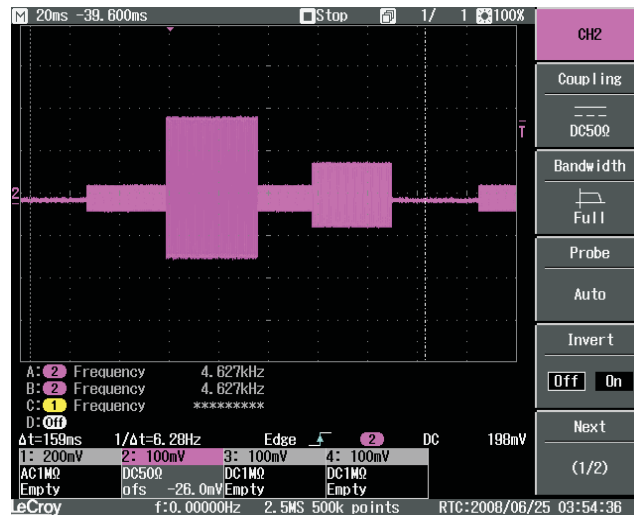 M 20ms -39.600ms Stop 1/ 1 100%
CH2
Coupling
DC50Ω
Bandwidth
Full
Probe
Auto
Invert
Off On
Next
(1/2)
T
2
A: 2 Frequency 4.627kHz
B: 2 Frequency 4.627kHz
C: 1 Frequency *********
D: Off
Δt=159ms 1/Δt=6.28Hz Edge 2 DC 198mV
1: 200mV 2: 100mV 3: 100mV 4: 100mV
AC1MΩ DC50Ω DC1MΩ DC1MΩ
Empty ofs -26.0mV Empty Empty
LeCroy f:0.00000Hz 2.5MS 500k points RTC:2008/06/25 03:54:36